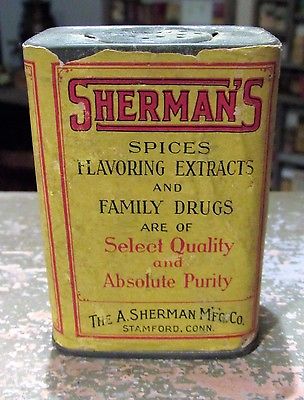 SHERMAN'S
SPICES
FLAVORING EXTRACTS
AND
FAMILY DRUGS
ARE OF
Select Quality
and
Absolute Purity
THE A. SHERMAN MFG. CO.
STAMFORD, CONN.